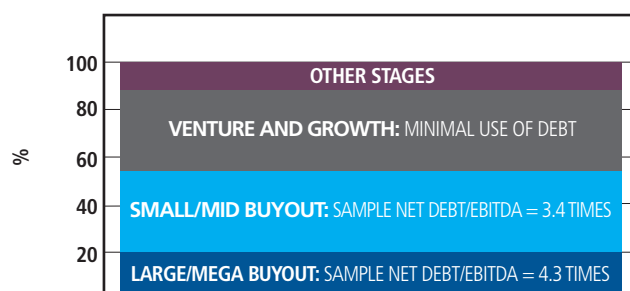 100
OTHER STAGES
80
VENTURE AND GROWTH: MINIMAL USE OF DEBT
%
60
40
SMALL/MID BUYOUT: SAMPLE NET DEBT/EBITDA = 3.4 TIMES
20
LARGE/MEGA BUYOUT: SAMPLE NET DEBT/EBITDA = 4.3 TIMES